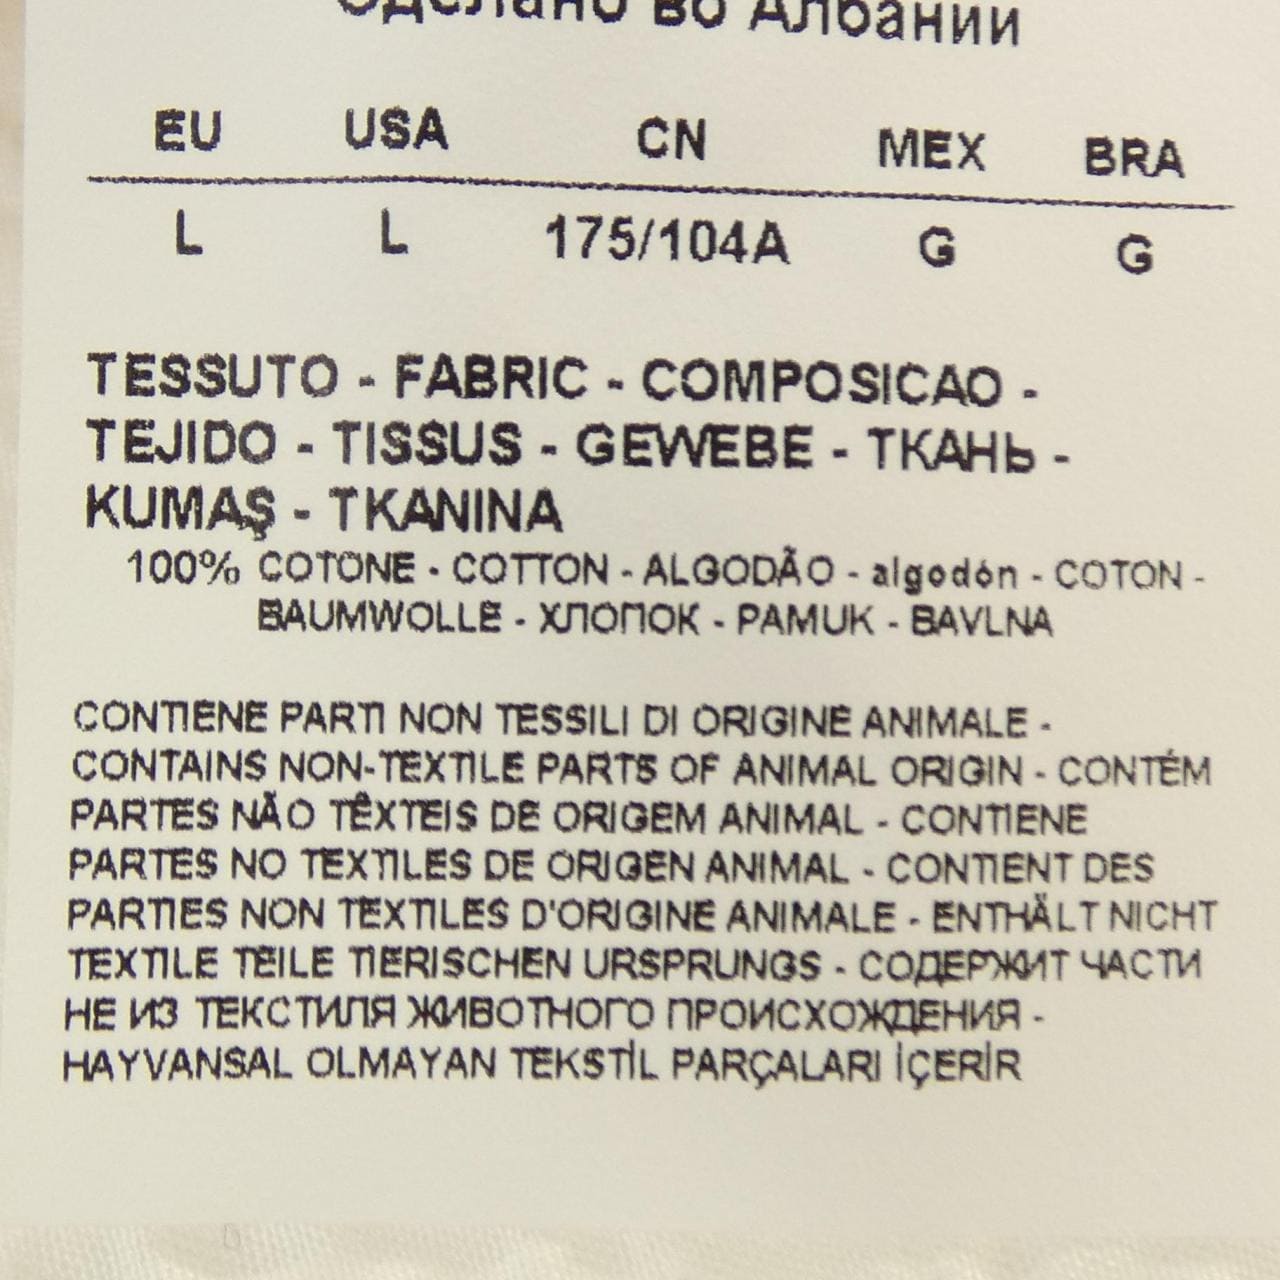 Сделано во Албании
EU USA CN MEX BRA
L L 175/104A G G
TESSUTO - FABRIC - COMPOSICAO -
TEJIDO - TISSUS - GEWEBE - ТКАНЬ -
KUMAŞ - TKANINA
100% COTONE - COTTON - ALGODÃO - algodón - COTON -
BAUMWOLLE - ХЛОПОК - PAMUK - BAVLNA
CONTIENE PARTI NON TESSILI DI ORIGINE ANIMALE -
CONTAINS NON-TEXTILE PARTS OF ANIMAL ORIGIN - CONTÉM
PARTES NÃO TÊXTEIS DE ORIGEM ANIMAL - CONTIENE
PARTES NO TEXTILES DE ORIGEN ANIMAL - CONTIENT DES
PARTIES NON TEXTILES D'ORIGINE ANIMALE - ENTHÄLT NICHT
TEXTILE TEILE TIERISCHEN URSPRUNGS - СОДЕРЖИТ ЧАСТИ
НЕ ИЗ ТЕКСТИЛЯ ЖИВОТНОГО ПРОИСХОЖДЕНИЯ -
HAYVANSAL OLMAYAN TEKSTİL PARÇALARI İÇERİR